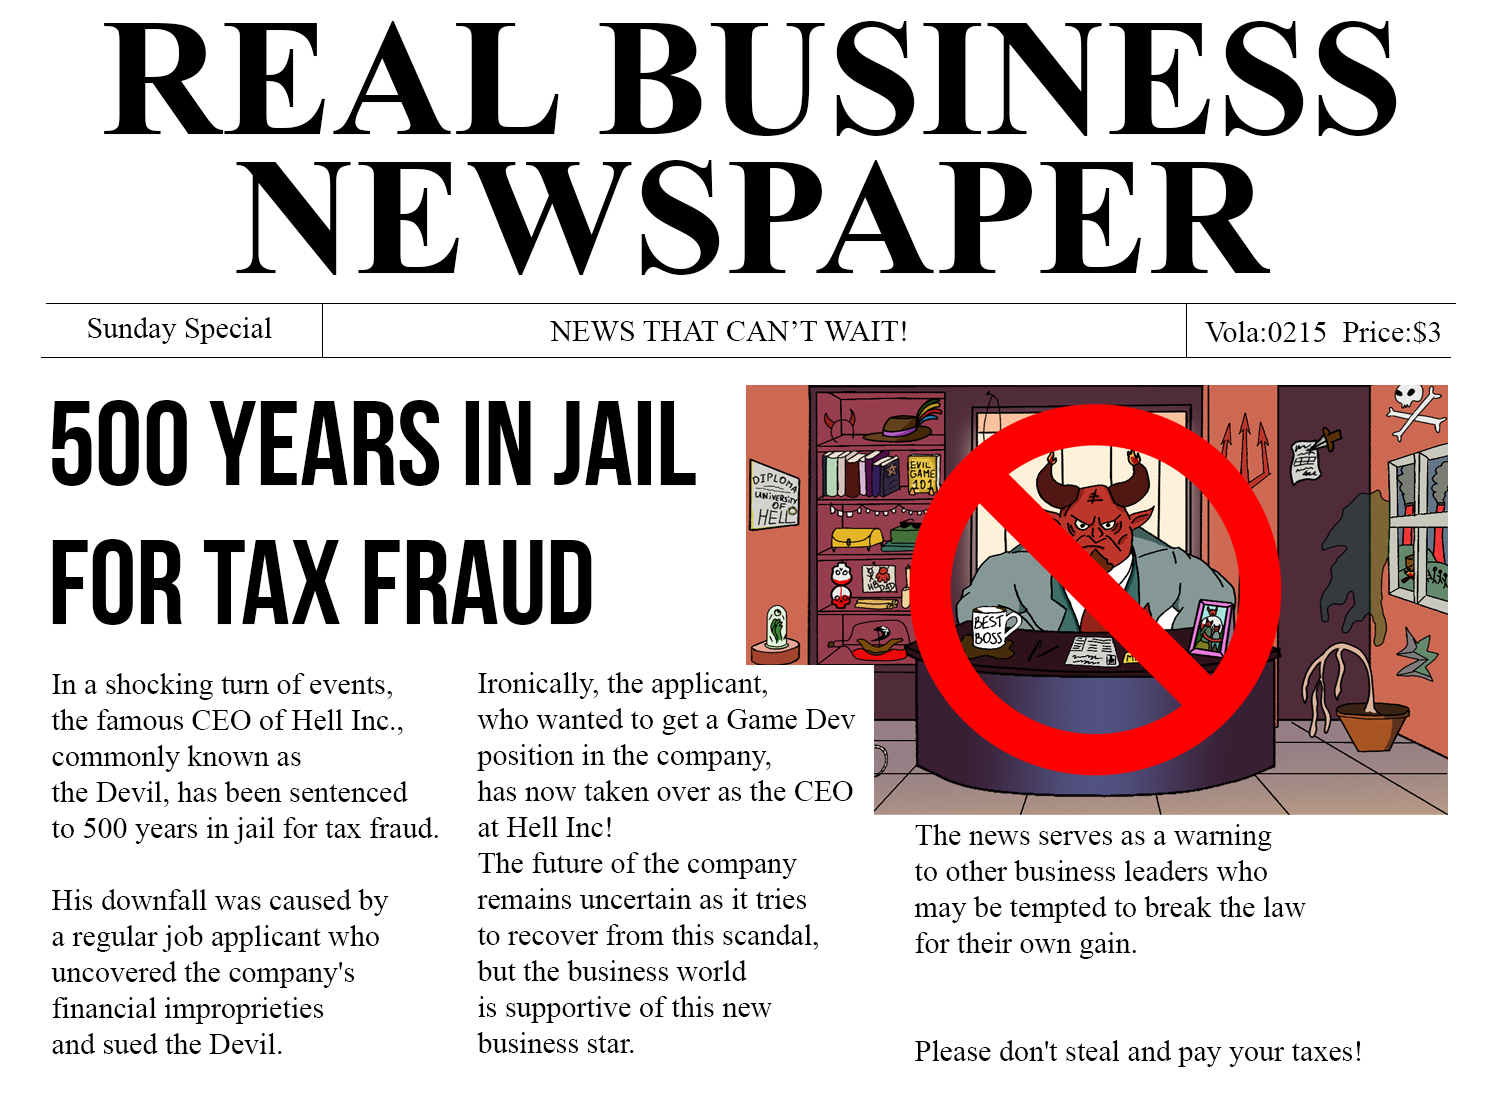 REAL BUSINESS
NEWSPAPER
Sunday Special
NEWS THAT CAN’T WAIT!
Vola:0215 Price:$3
500 YEARS IN JAIL
FOR TAX FRAUD
In a shocking turn of events,
the famous CEO of Hell Inc.,
commonly known as
the Devil, has been sentenced
to 500 years in jail for tax fraud.
His downfall was caused by
a regular job applicant who
uncovered the company's
financial improprieties
and sued the Devil.
Ironically, the applicant,
who wanted to get a Game Dev
position in the company,
has now taken over as the CEO
at Hell Inc!
The future of the company
remains uncertain as it tries
to recover from this scandal,
but the business world
is supportive of this new
business star.
DIPLOMA
UNIVERSITY
OF
HELL
EVIL
GAME
101
BEST
BOSS
The news serves as a warning
to other business leaders who
may be tempted to break the law
for their own gain.
Please don't steal and pay your taxes!